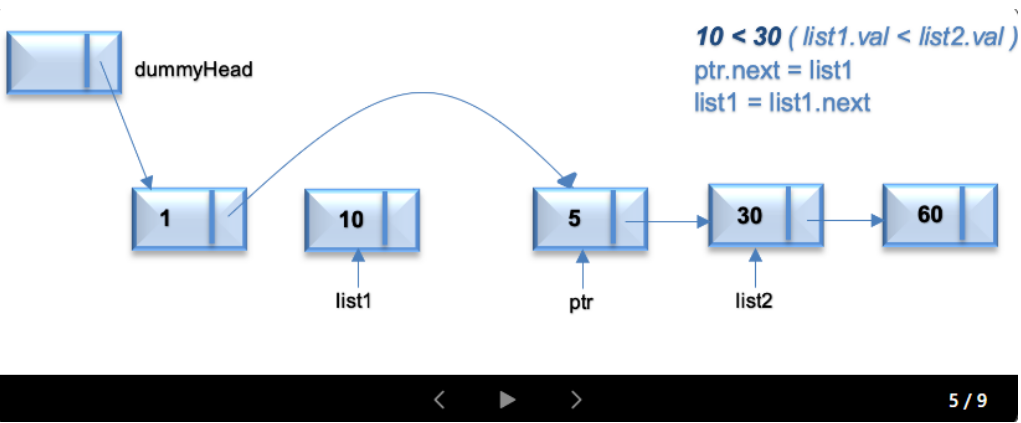 10 < 30 ( list1.val < list2.val )
dummyHead
ptr.next = list1
list1 = list1.next
1
10
5
30
60
list1
ptr
list2
5 / 9